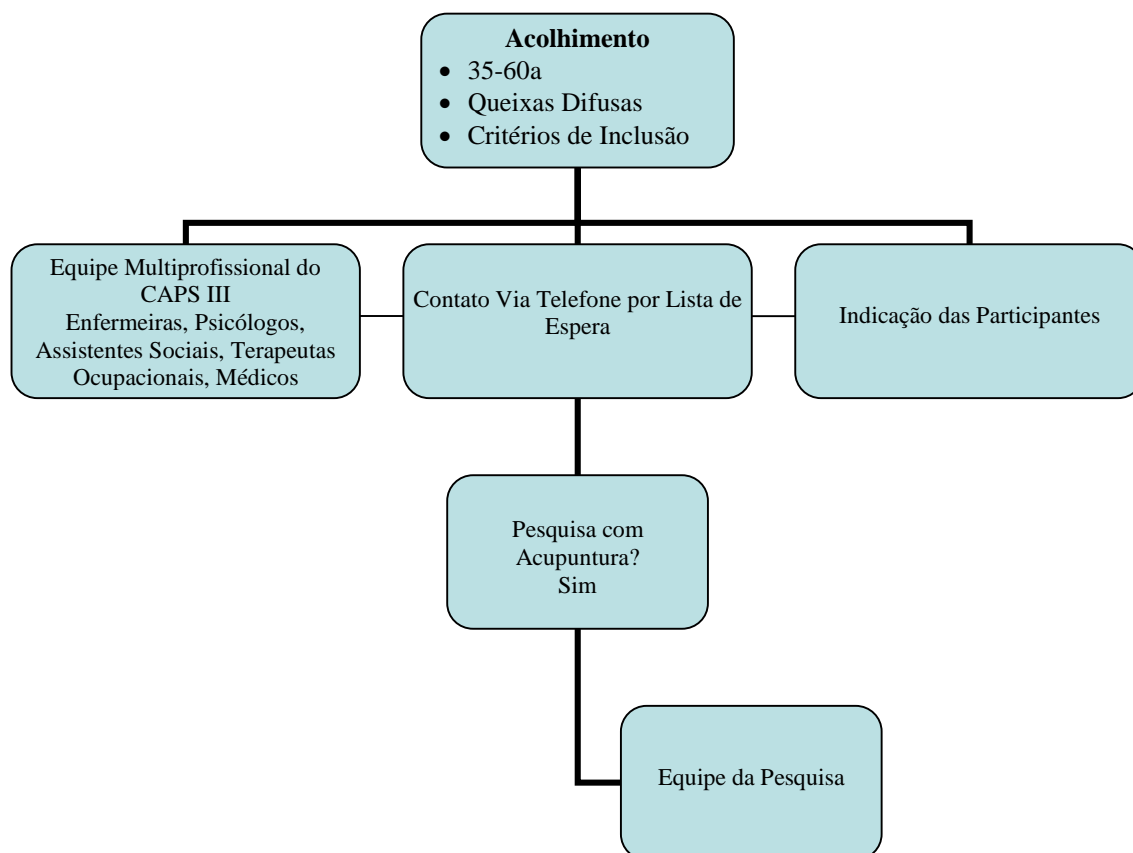 Acolhimento
• 35-60a
• Queixas Difusas
• Critérios de Inclusão
Equipe Multiprofissional do
CAPS III
Enfermeiras, Psicólogos,
Assistentes Sociais, Terapeutas
Ocupacionais, Médicos
Contato Via Telefone por Lista de
Espera
Indicação das Participantes
Pesquisa com
Acupuntura?
Sim
Equipe da Pesquisa